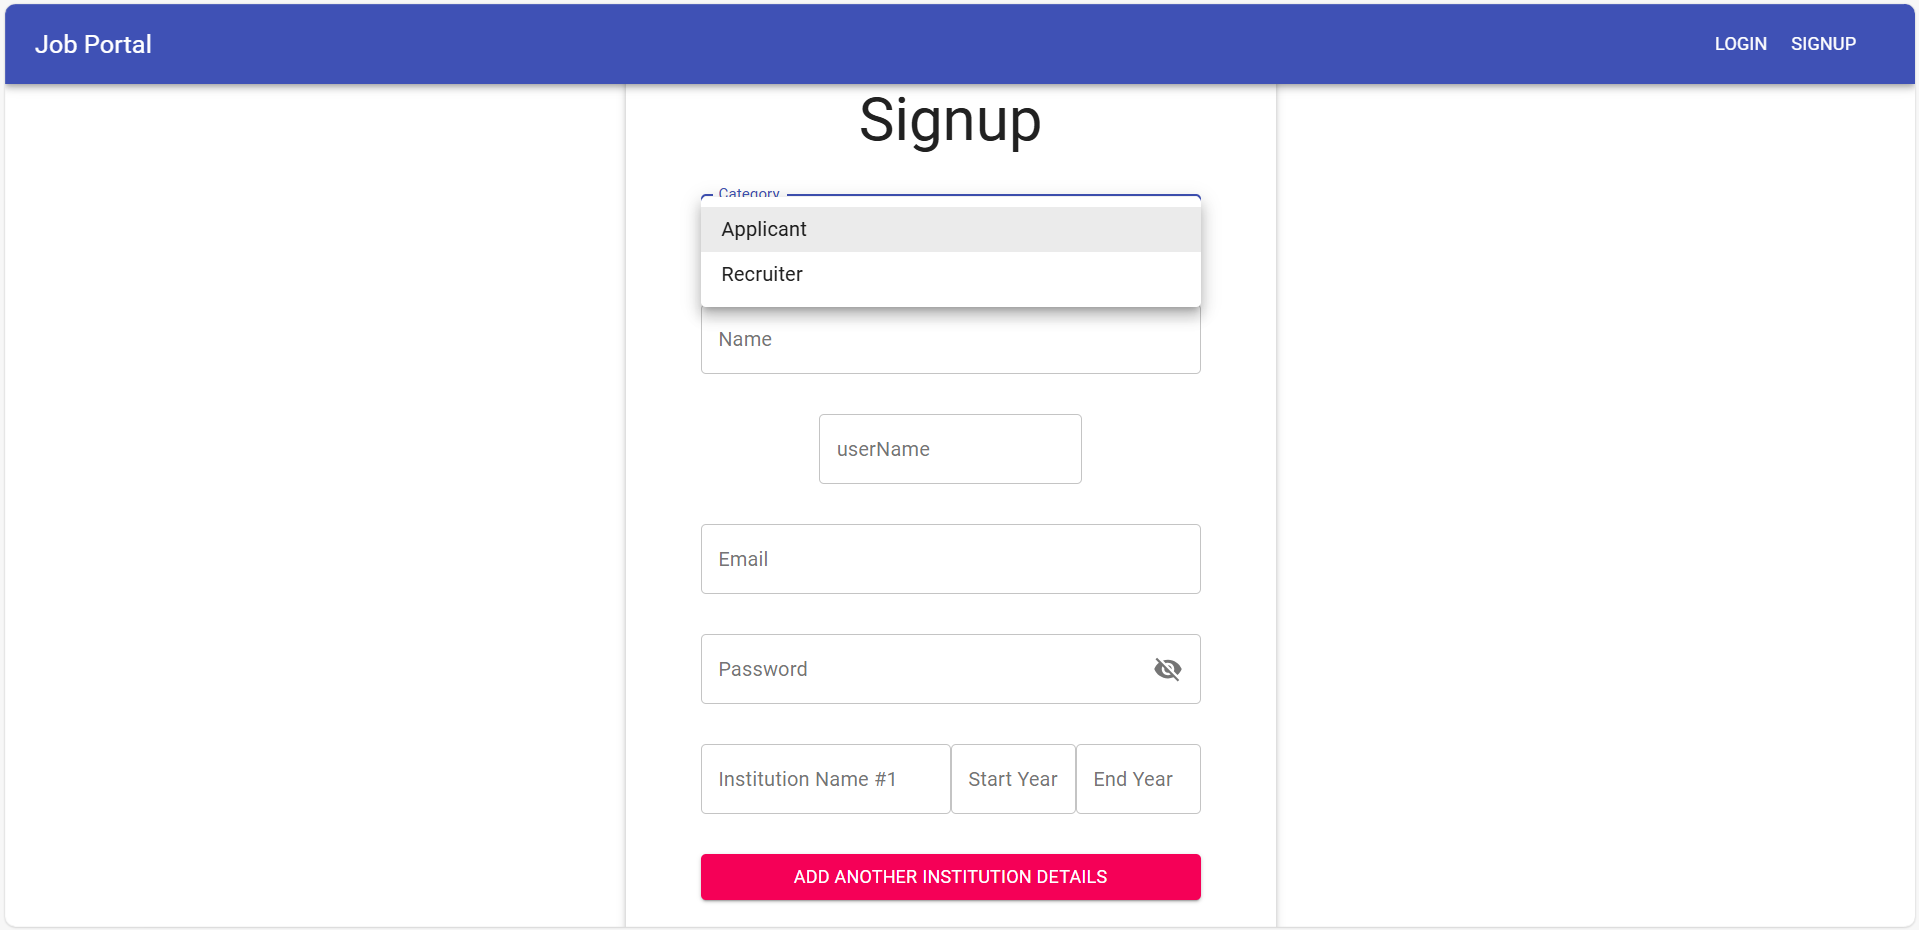 Job Portal
LOGIN SIGNUP
Signup
Category
Applicant
Recruiter
Name
userName
Email
Password
Institution Name #1 Start Year End Year
ADD ANOTHER INSTITUTION DETAILS